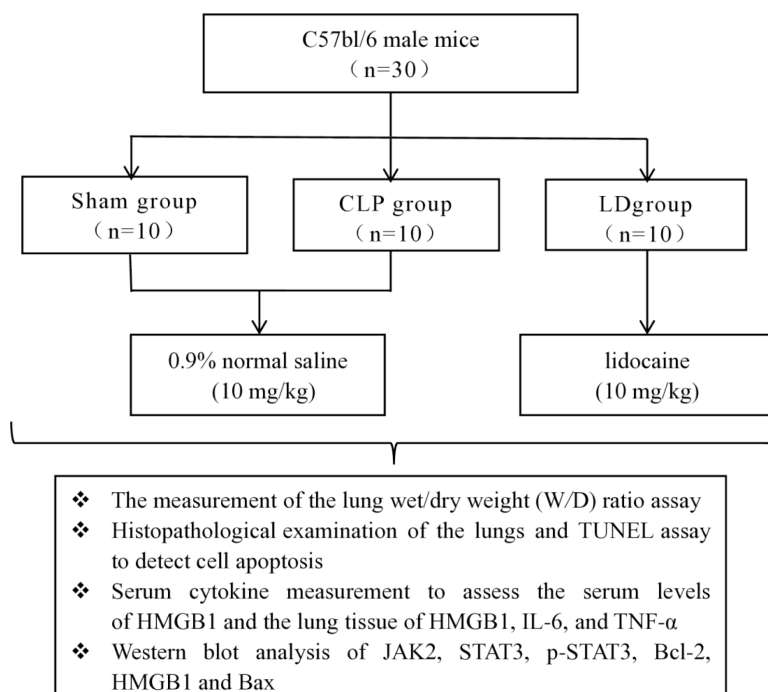 C57bl/6 male mice
（n=30）
Sham group
（n=10）
CLP group
（n=10）
LDgroup
（n=10）
0.9% normal saline
(10 mg/kg)
lidocaine
(10 mg/kg)
❖ The measurement of the lung wet/dry weight (W/D) ratio assay
❖ Histopathological examination of the lungs and TUNEL assay
to detect cell apoptosis
❖ Serum cytokine measurement to assess the serum levels
of HMGB1 and the lung tissue of HMGB1, IL-6, and TNF-α
❖ Western blot analysis of JAK2, STAT3, p-STAT3, Bcl-2,
HMGB1 and Bax